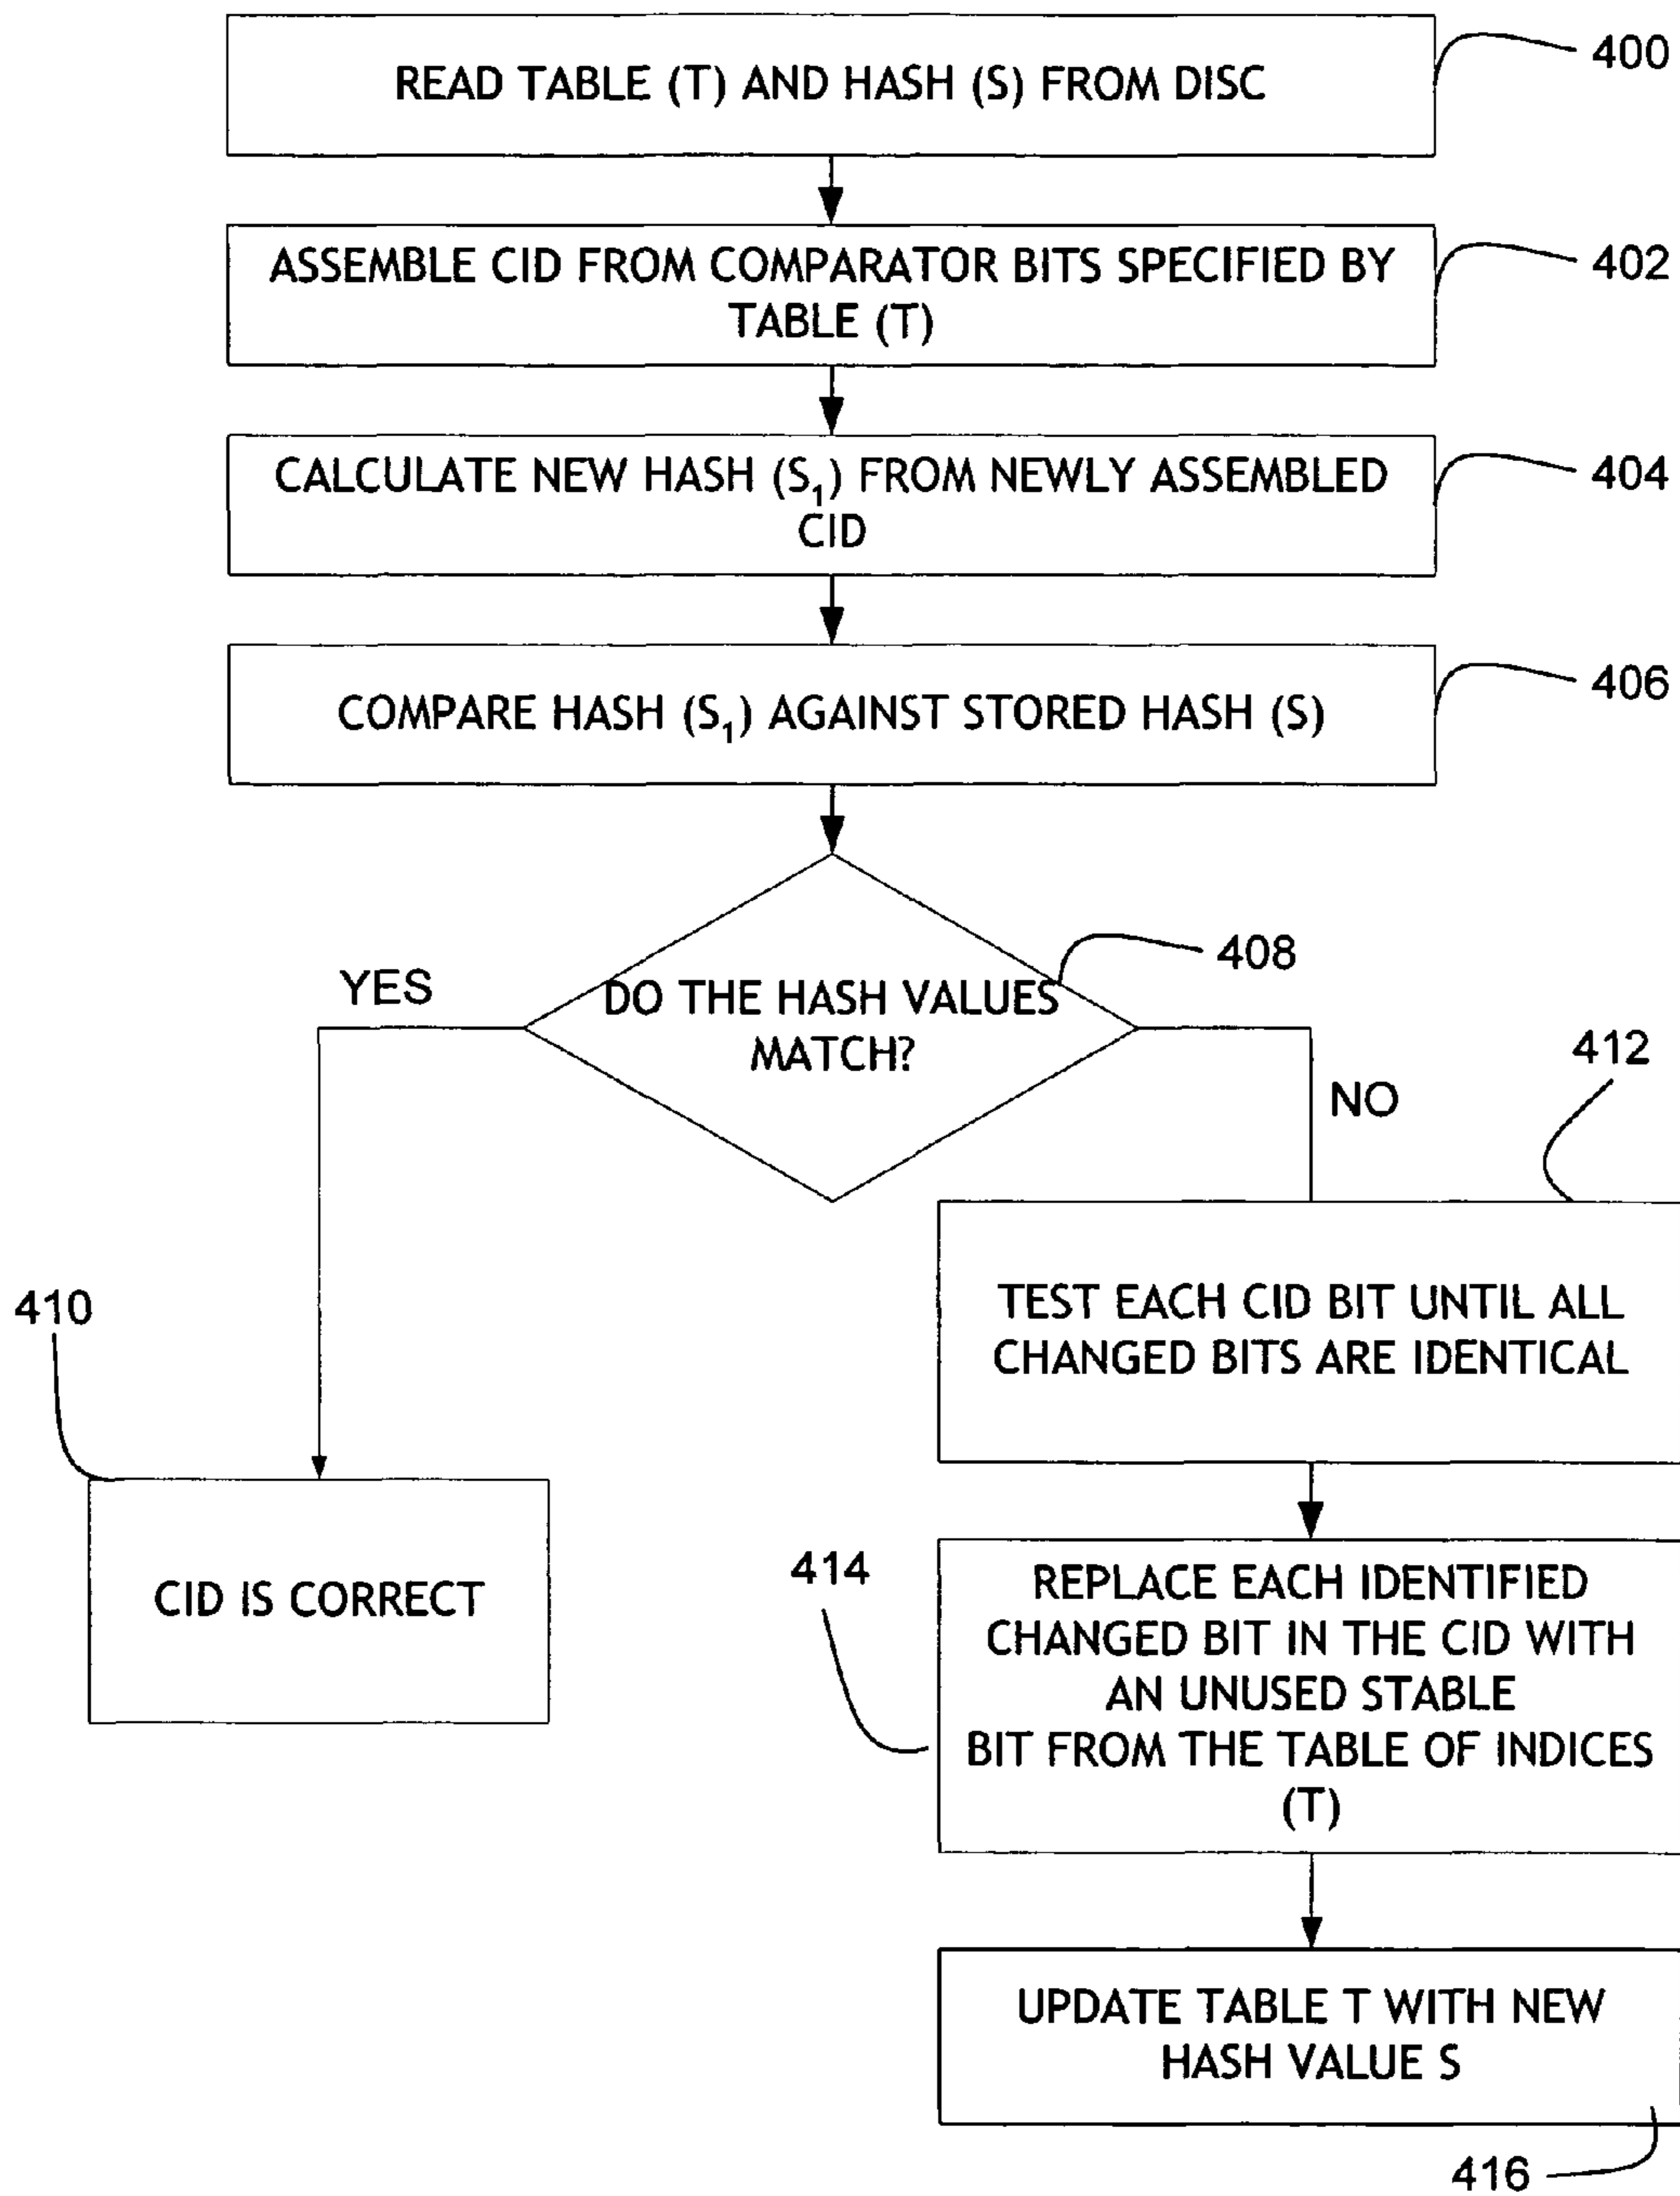 READ TABLE (T) AND HASH (S) FROM DISC
400
ASSEMBLE CID FROM COMPARATOR BITS SPECIFIED BY
TABLE (T)
402
CALCULATE NEW HASH (S₁) FROM NEWLY ASSEMBLED
CID
404
COMPARE HASH (S₁) AGAINST STORED HASH (S)
406
DO THE HASH VALUES
MATCH?
408
YES
NO
412
TEST EACH CID BIT UNTIL ALL
CHANGED BITS ARE IDENTICAL
410
CID IS CORRECT
414
REPLACE EACH IDENTIFIED
CHANGED BIT IN THE CID WITH
AN UNUSED STABLE
BIT FROM THE TABLE OF INDICES
(T)
UPDATE TABLE T WITH NEW
HASH VALUE S
416